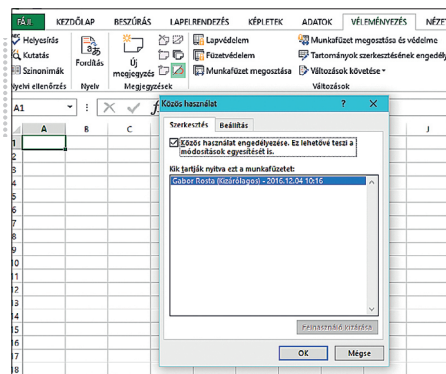 FÁJL KEZDŐLAP BESZÚRÁS LAPELRENDEZÉS KÉPLETEK ADATOK VÉLEMÉNYEZÉS NÉZET
Helyesírás
Kutatás
Szinonimák
Nyelvi ellenőrzés
Fordítás
Nyelv
Új
megjegyzés
Megjegyzések
Lapvédelem
Füzetvédelem
Munkafüzet megosztása
Munkafüzet megosztása és védelme
Tartományok szerkesztésének engedély
Változások követése
Változások
A1
A B C J
1
2
3
4
5
6
7
8
9
10
11
12
13
14
15
16
17
18
Közös használat ? X
Szerkesztés Beállítás
Közös használat engedélyezése. Ez lehetővé teszi a
módosítások egyesítését is.
Kik tartják nyitva ezt a munkafüzetet:
Gabor Rosta (Kizárólagos) - 2016.12.04 10:16
Felhasználó kizárása
OK Mégse